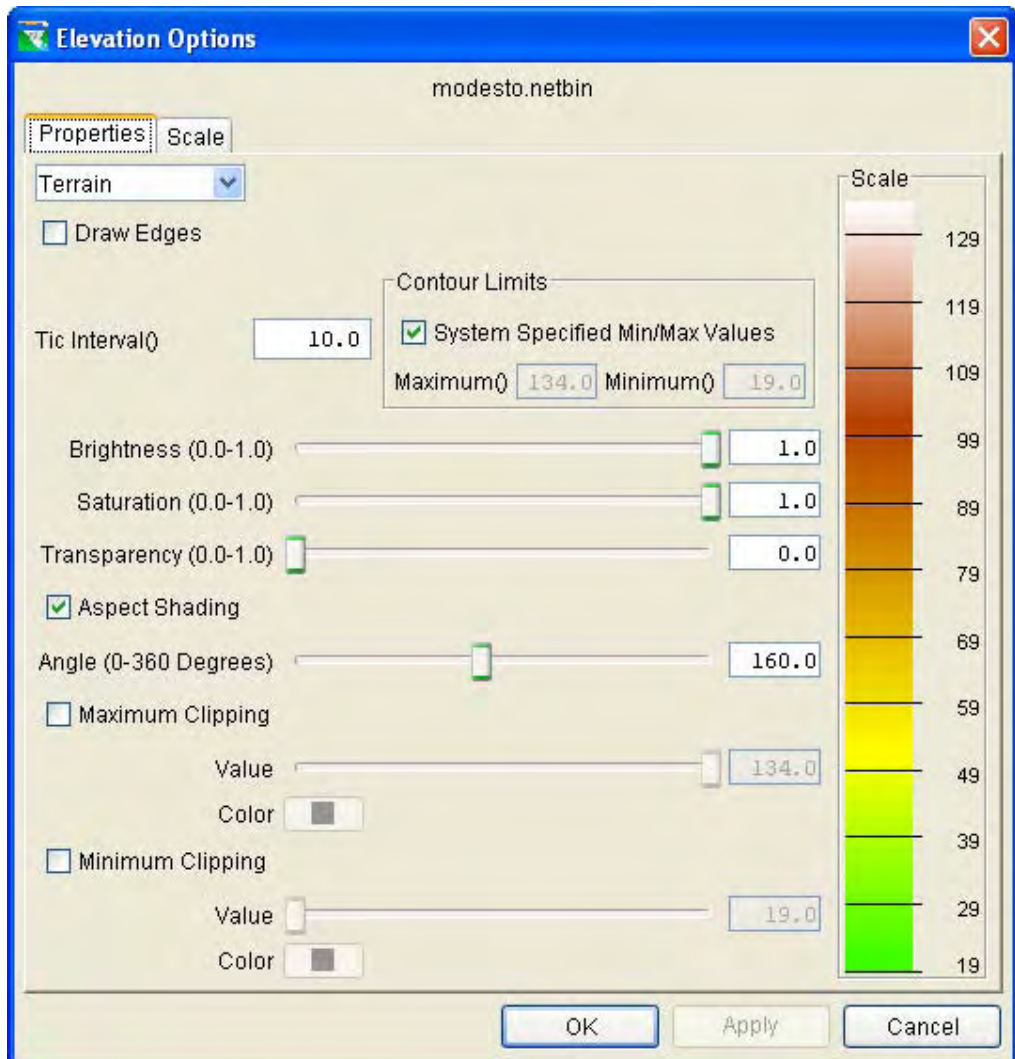 Elevation Options
modesto.netbin
Properties Scale
Terrain
Draw Edges
Contour Limits
Tic Interval() 10.0
System Specified Min/Max Values
Maximum() 134.0 Minimum() 19.0
Brightness (0.0-1.0) 1.0
Saturation (0.0-1.0) 1.0
Transparency (0.0-1.0) 0.0
Aspect Shading
Angle (0-360 Degrees) 160.0
Maximum Clipping
Value 134.0
Color
Minimum Clipping
Value 19.0
Color
Scale
129
119
109
99
89
79
69
59
49
39
29
19
OK Apply Cancel